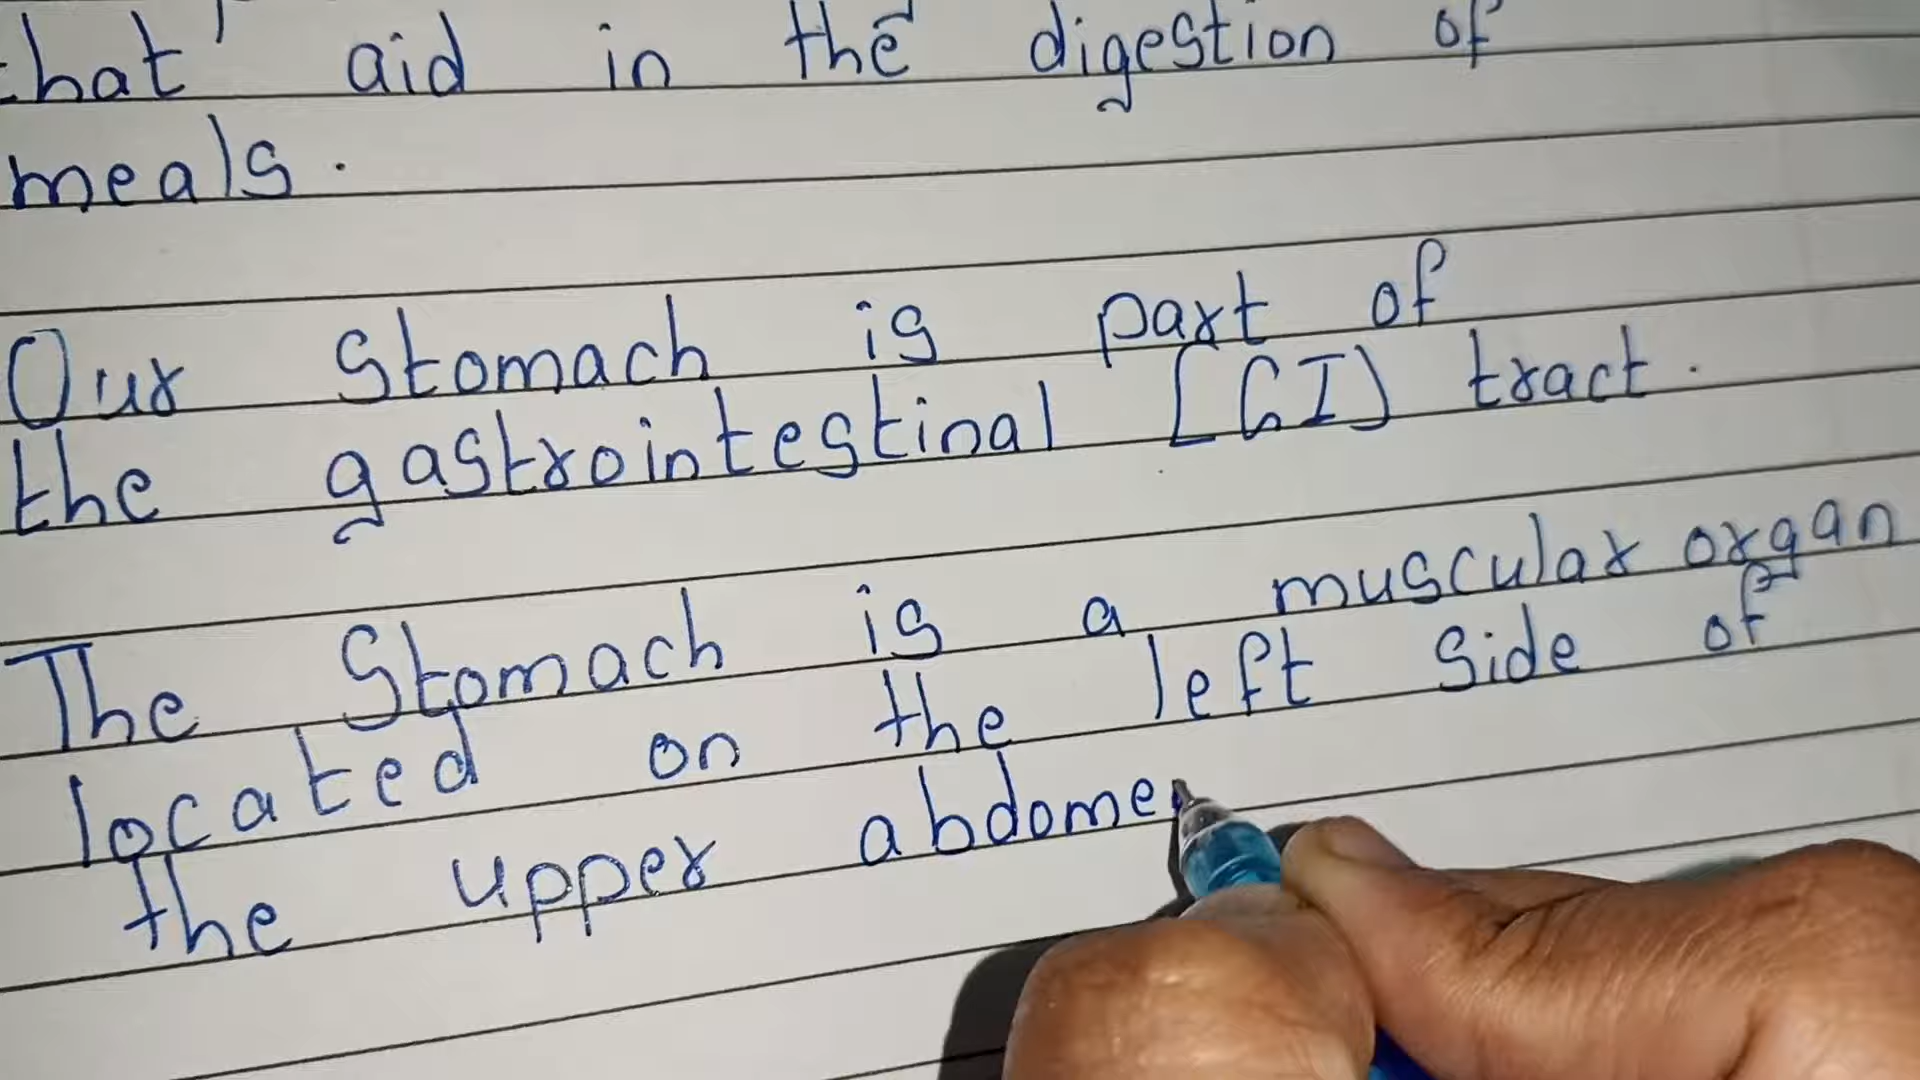 that aid in the digestion of
meals.
Our Stomach is part of
the gastrointestinal [GI] tract.
The Stomach is a muscular organ
located on the left side of
the upper abdomen